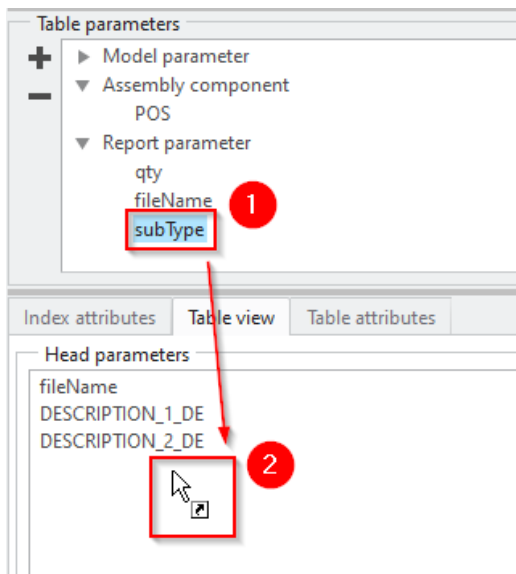 Table parameters
Model parameter
Assembly component
POS
Report parameter
qty
fileName
1
subType
Index attributes
Table view
Table attributes
Head parameters
fileName
DESCRIPTION_1_DE
DESCRIPTION_2_DE
2